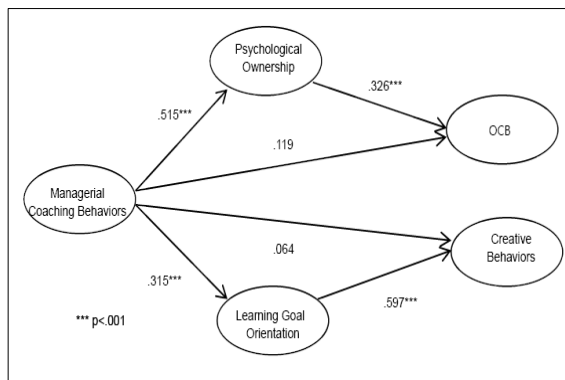 Psychological
Ownership
.326***
.515***
OCB
.119
Managerial
Coaching Behaviors
Creative
Behaviors
.064
.315***
.597***
Learning Goal
Orientation
*** p<.001